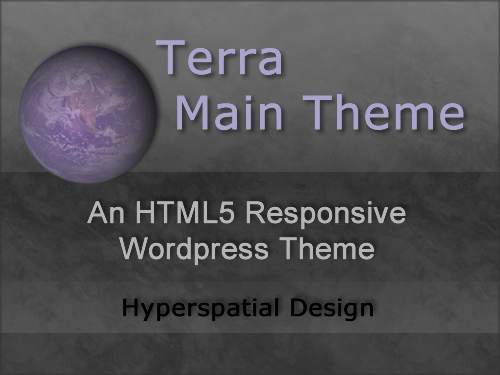 Terra
Main Theme
An HTML5 Responsive
Wordpress Theme
Hyperspatial Design